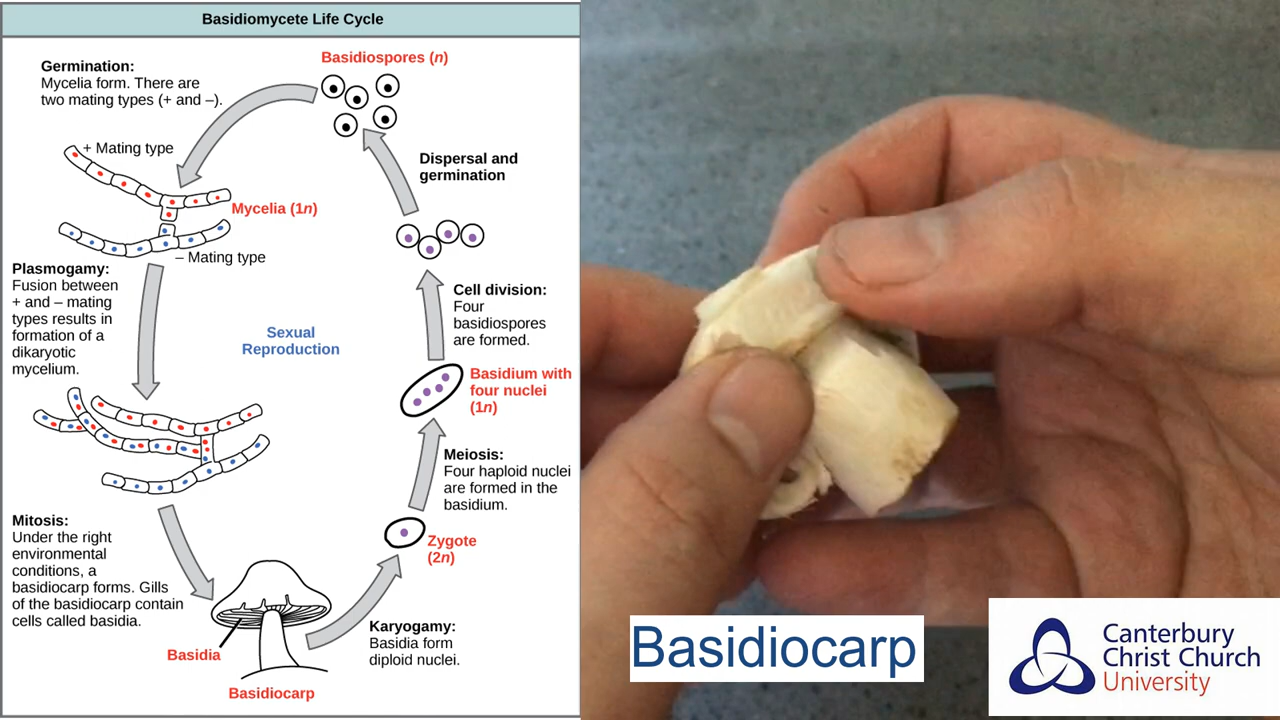 Basidiomycete Life Cycle
Basidiospores (n)
Germination:
Mycelia form. There are
two mating types (+ and –).
+ Mating type
Dispersal and
germination
Mycelia (1n)
– Mating type
Plasmogamy:
Fusion between
+ and – mating
types results in
formation of a
dikaryotic
mycelium.
Cell division:
Four
basidiospores
are formed.
Sexual
Reproduction
Basidium with
four nuclei
(1n)
Meiosis:
Four haploid nuclei
are formed in the
basidium.
Mitosis:
Under the right
environmental
conditions, a
basidiocarp forms. Gills
of the basidiocarp contain
cells called basidia.
Zygote
(2n)
Karyogamy:
Basidia form
diploid nuclei.
Basidia
Basidiocarp
Basidiocarp
Canterbury
Christ Church
University